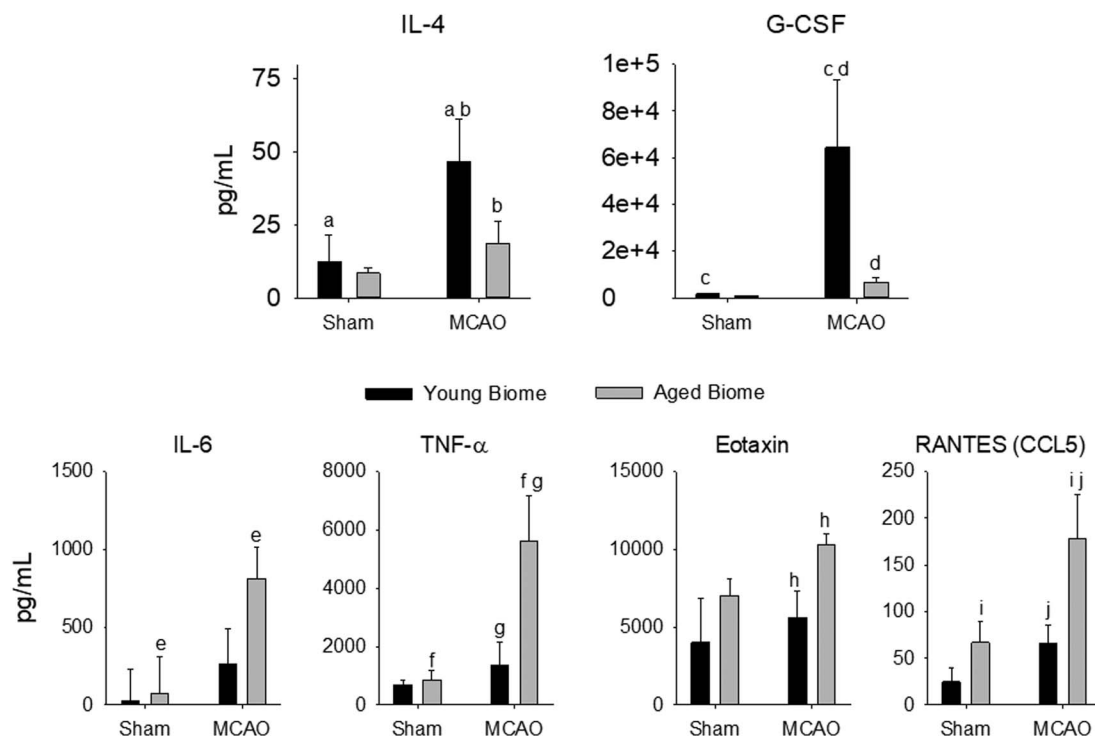 IL-4
G-CSF
pg/mL
75
50
25
0
a
a b
b
Sham
MCAO
1e+5
8e+4
6e+4
4e+4
2e+4
0
c
c d
d
Sham
MCAO
Young Biome
Aged Biome
IL-6
TNF-α
Eotaxin
RANTES (CCL5)
pg/mL
1500
1000
500
0
e
e
Sham
MCAO
8000
6000
4000
2000
0
f
g
f g
Sham
MCAO
15000
10000
5000
0
h
h
Sham
MCAO
250
200
150
100
50
0
i
j
i j
Sham
MCAO